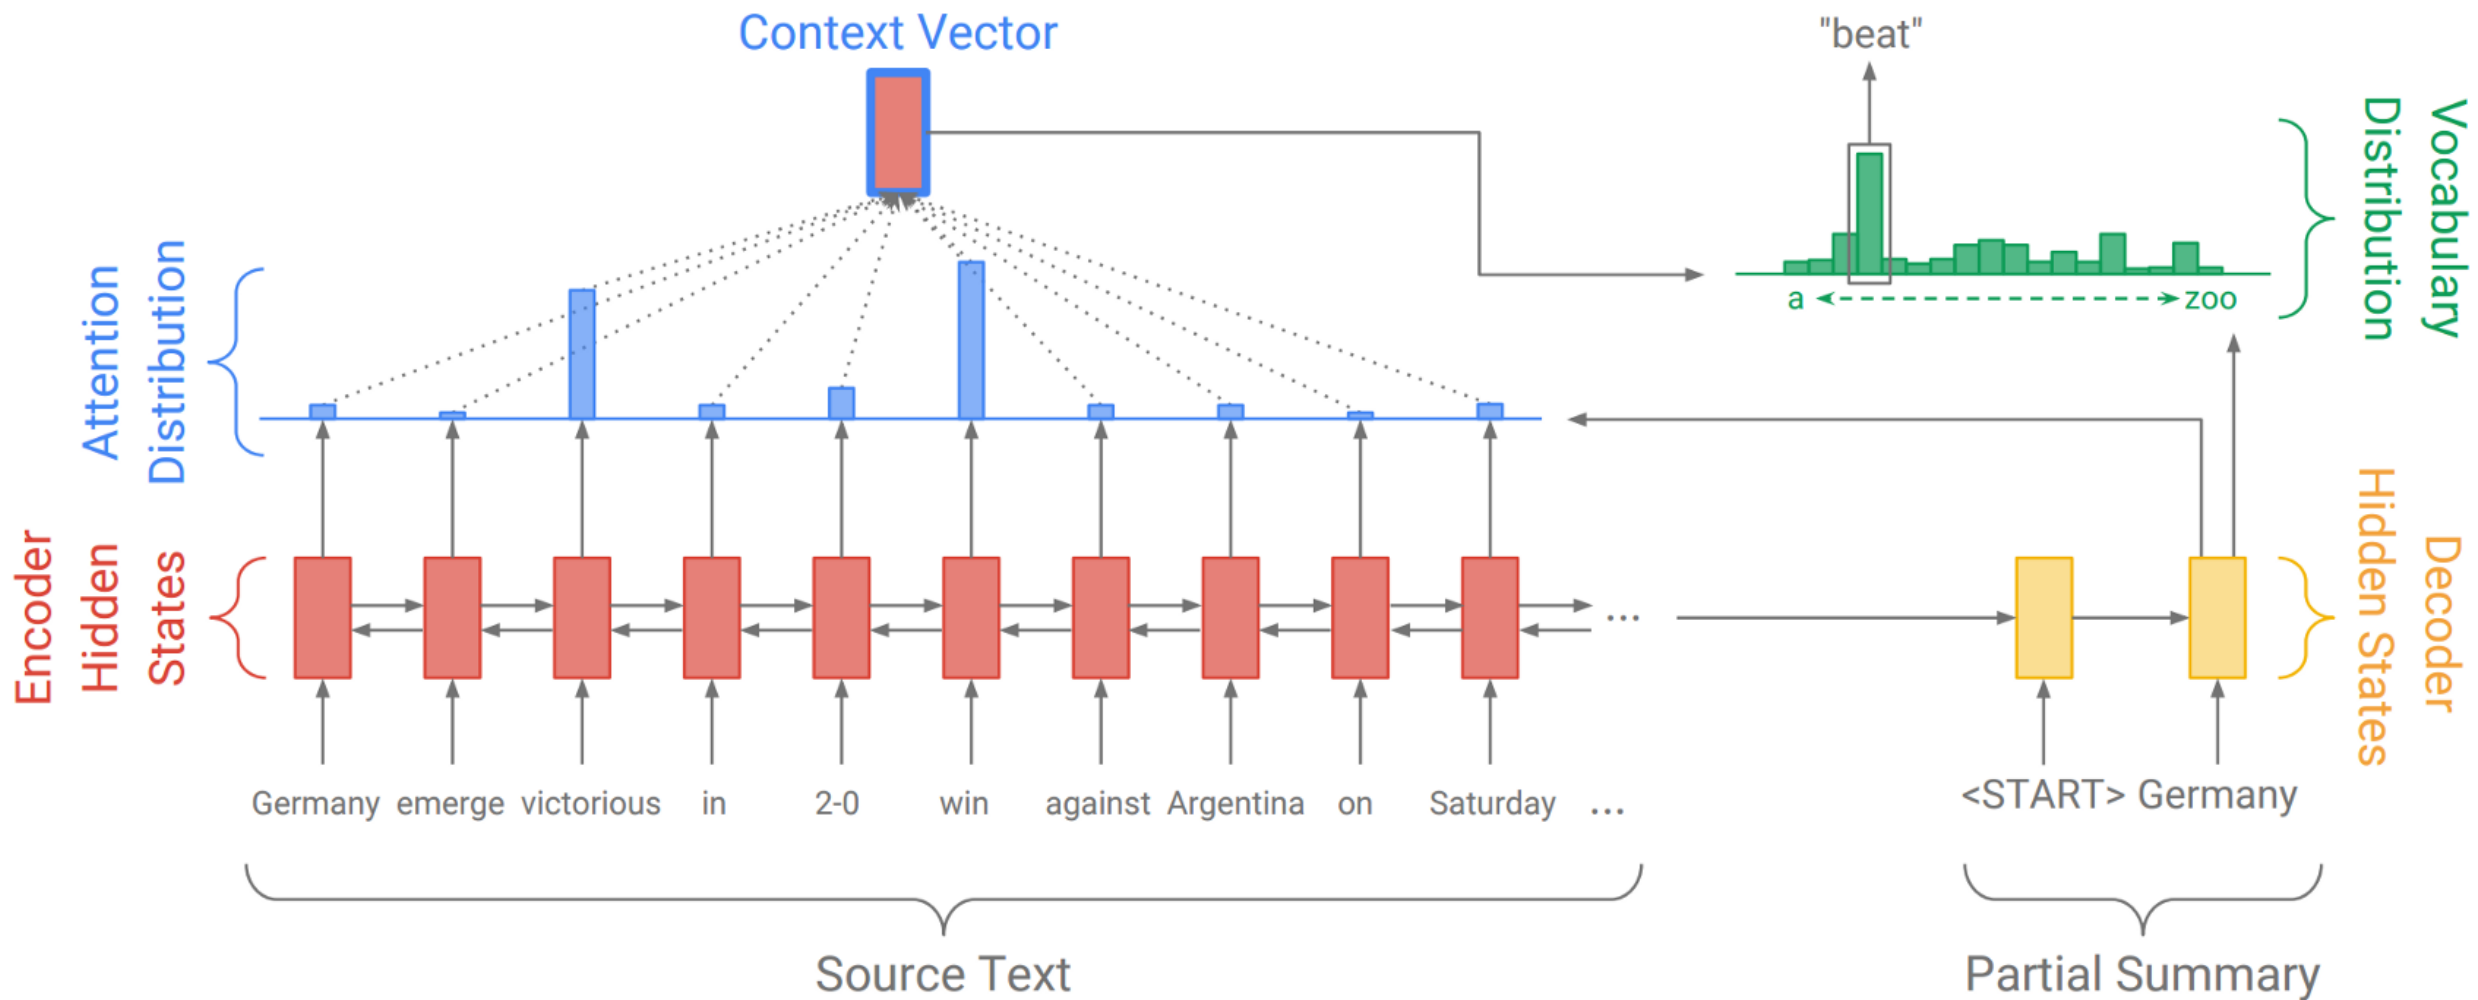 Context Vector
"beat"
Attention
Distribution
a
zoo
Vocabulary
Distribution
Encoder
Hidden
States
...
Decoder
Hidden States
Germany emerge victorious in 2-0 win against Argentina on Saturday ...
<START> Germany
Source Text
Partial Summary